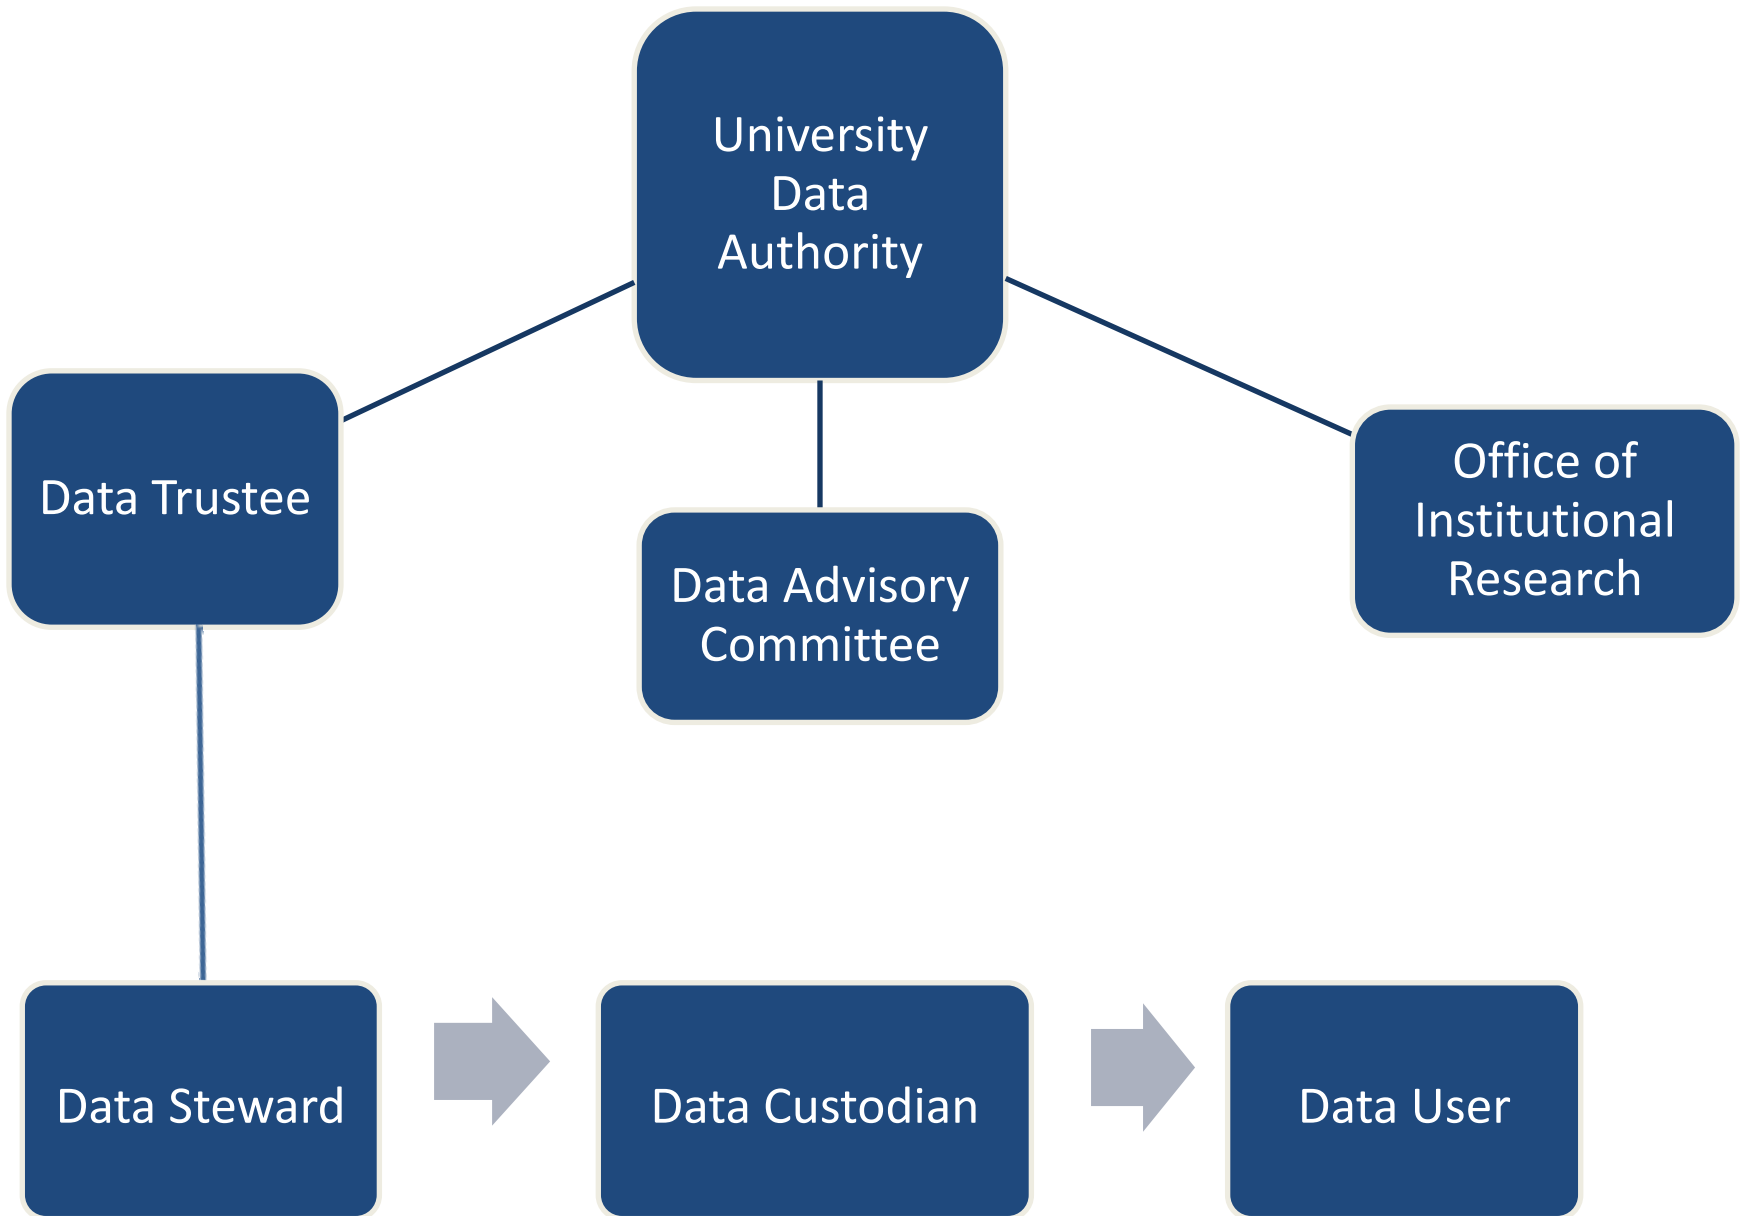 University
Data
Authority
Data Trustee
Office of
Institutional
Research
Data Advisory
Committee
Data Steward
Data Custodian
Data User